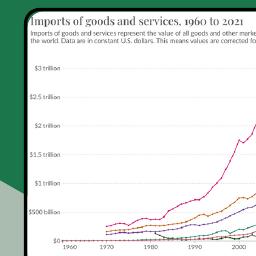 Imports of goods and services, 1960 to 2021
Imports of goods and services represent the value of all goods and other marke
the world. Data are in constant U.S. dollars. This means values are corrected fo
$3 trillion
$2.5 trillion
$2 trillion
$1.5 trillion
$1 trillion
$500 billion
$0
1960 1970 1980 1990 2000